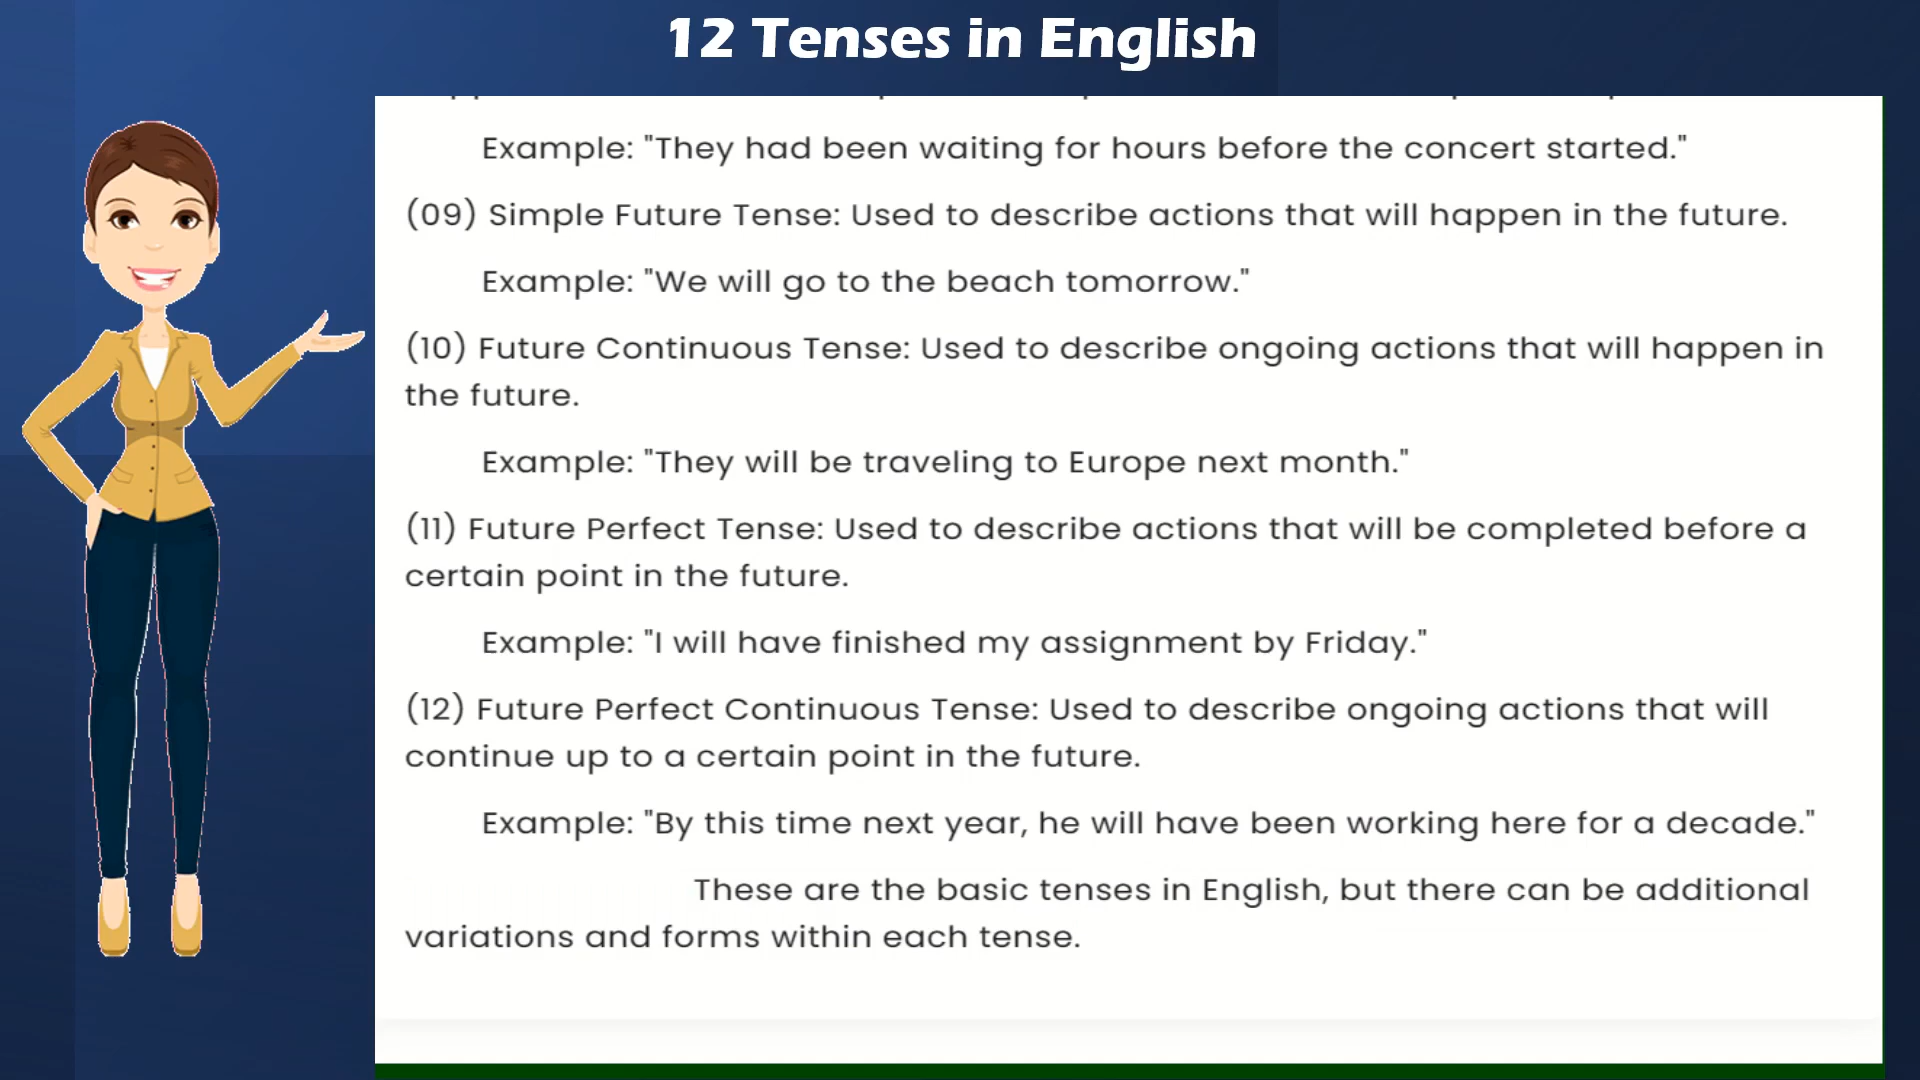 12 Tenses in English
Example: "They had been waiting for hours before the concert started."
(09) Simple Future Tense: Used to describe actions that will happen in the future.
Example: "We will go to the beach tomorrow."
(10) Future Continuous Tense: Used to describe ongoing actions that will happen in
the future.
Example: "They will be traveling to Europe next month."
(11) Future Perfect Tense: Used to describe actions that will be completed before a
certain point in the future.
Example: "I will have finished my assignment by Friday."
(12) Future Perfect Continuous Tense: Used to describe ongoing actions that will
continue up to a certain point in the future.
Example: "By this time next year, he will have been working here for a decade."
These are the basic tenses in English, but there can be additional
variations and forms within each tense.